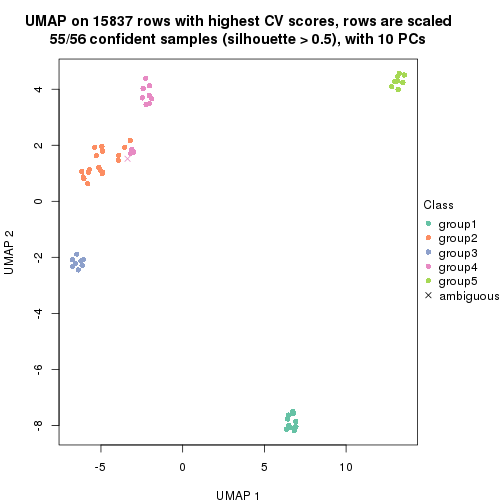 UMAP on 15837 rows with highest CV scores, rows are scaled
55/56 confident samples (silhouette > 0.5), with 10 PCs
4
2
0
-2
-4
-6
-8
UMAP 2
-5
0
5
10
UMAP 1
Class
group1
group2
group3
group4
group5
ambiguous